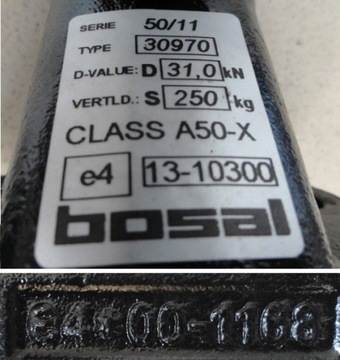 SERIE 50/11
TYPE 30970
D-VALUE: D 31,0 kN
VERTLD.: S 250 kg
CLASS A50-X
e4 13-10300
bosal
e4*00-1168